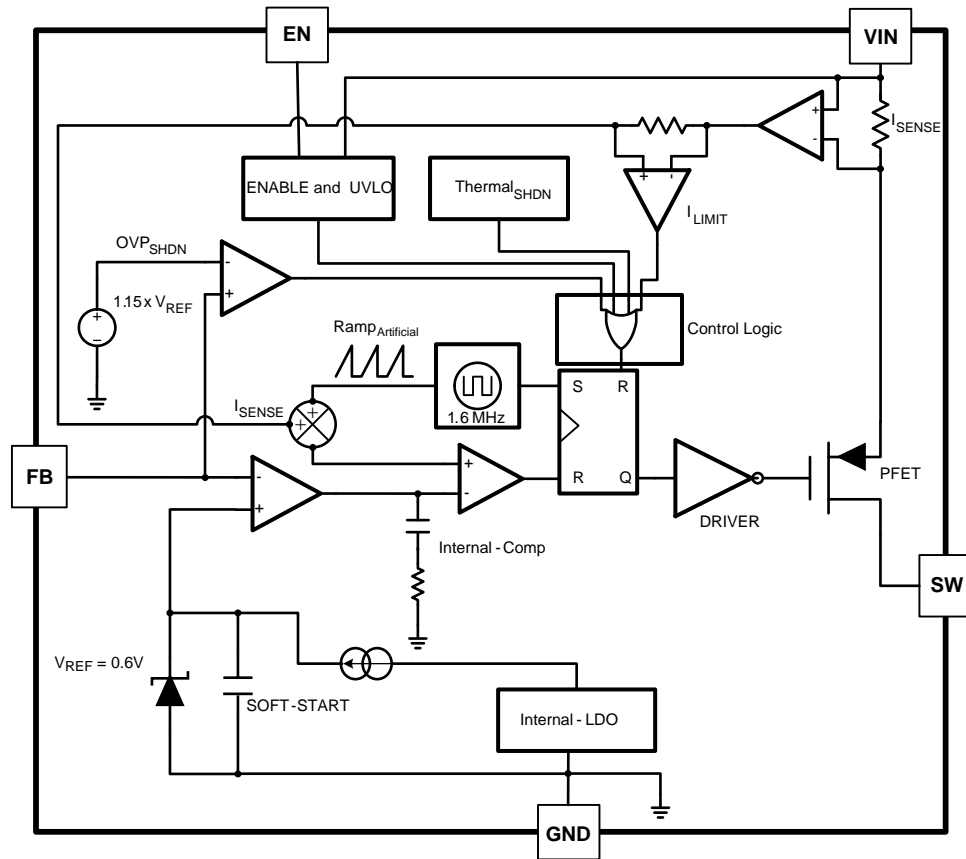 EN
VIN
+
-
ISENSE
ENABLE and UVLO
ThermalSHDN
+
-
ILIMIT
OVPSHDN
-
+
+
−
1.15 x VREF
Control Logic
RampArtificial
1.6 MHz
S
R
R
Q
ISENSE
+
+
FB
-
+
+
-
DRIVER
PFET
Internal - Comp
SW
VREF = 0.6V
SOFT-START
Internal - LDO
GND